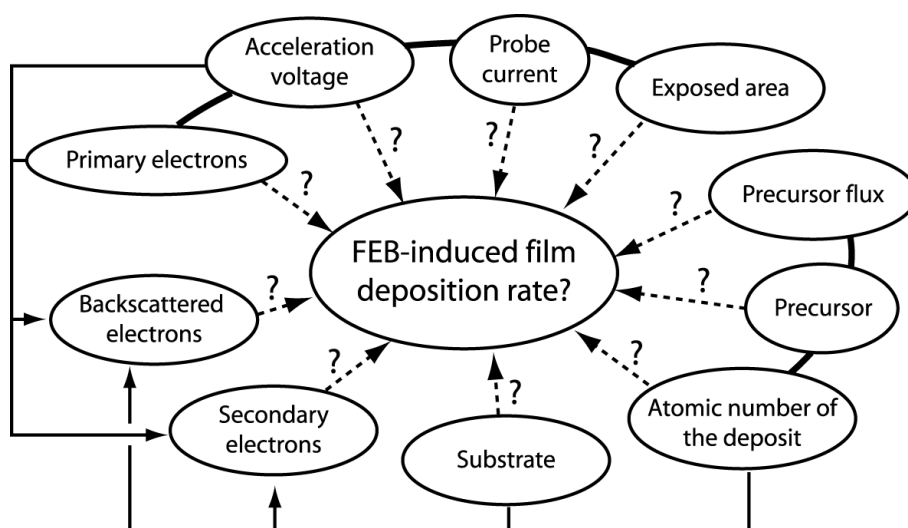 Acceleration
voltage
Probe
current
Exposed area
Primary electrons
?
?
?
?
Precursor flux
?
FEB-induced film
deposition rate?
Backscattered
electrons
?
?
Precursor
?
?
?
Secondary
electrons
Substrate
Atomic number of
the deposit